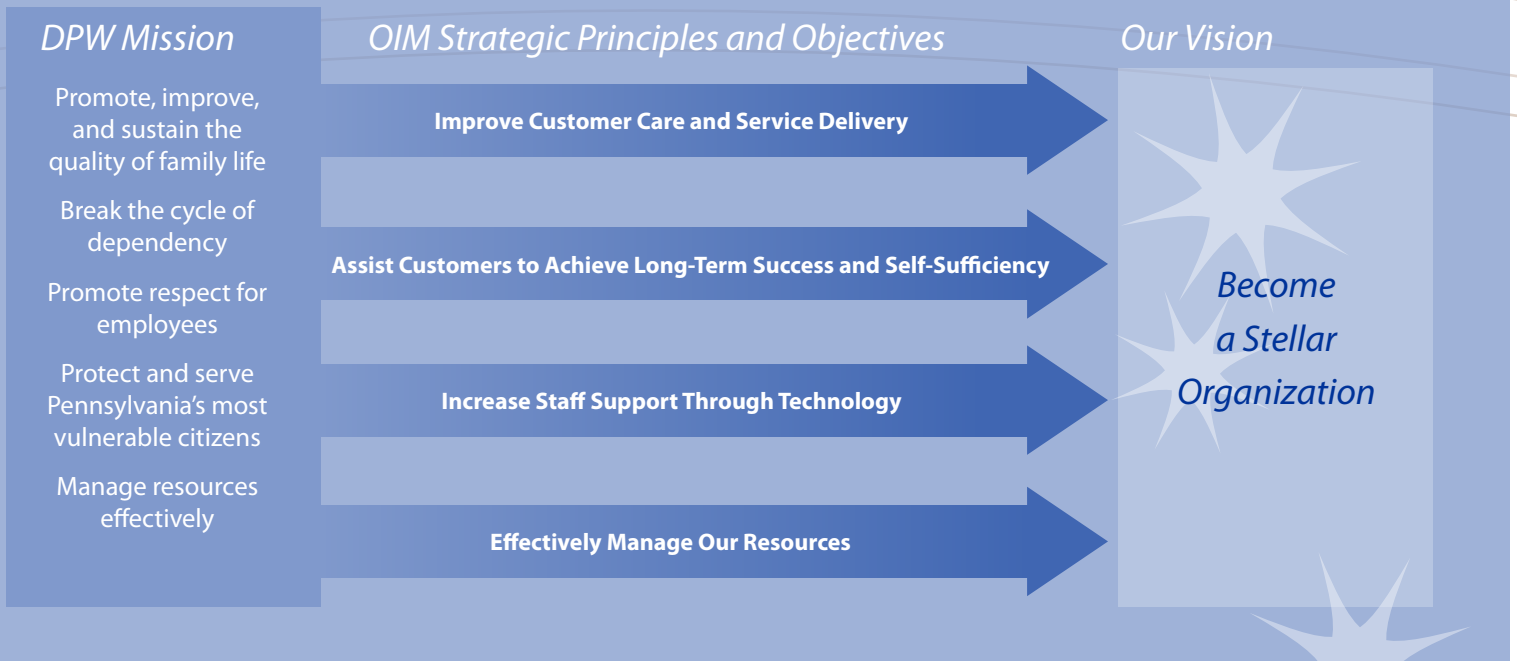 DPW Mission
Promote, improve,
and sustain the
quality of family life
Break the cycle of
dependency
Promote respect for
employees
Protect and serve
Pennsylvania’s most
vulnerable citizens
Manage resources
effectively
OIM Strategic Principles and Objectives
Improve Customer Care and Service Delivery
Assist Customers to Achieve Long-Term Success and Self-Sufficiency
Increase Staff Support Through Technology
Effectively Manage Our Resources
Our Vision
Become
a Stellar
Organization